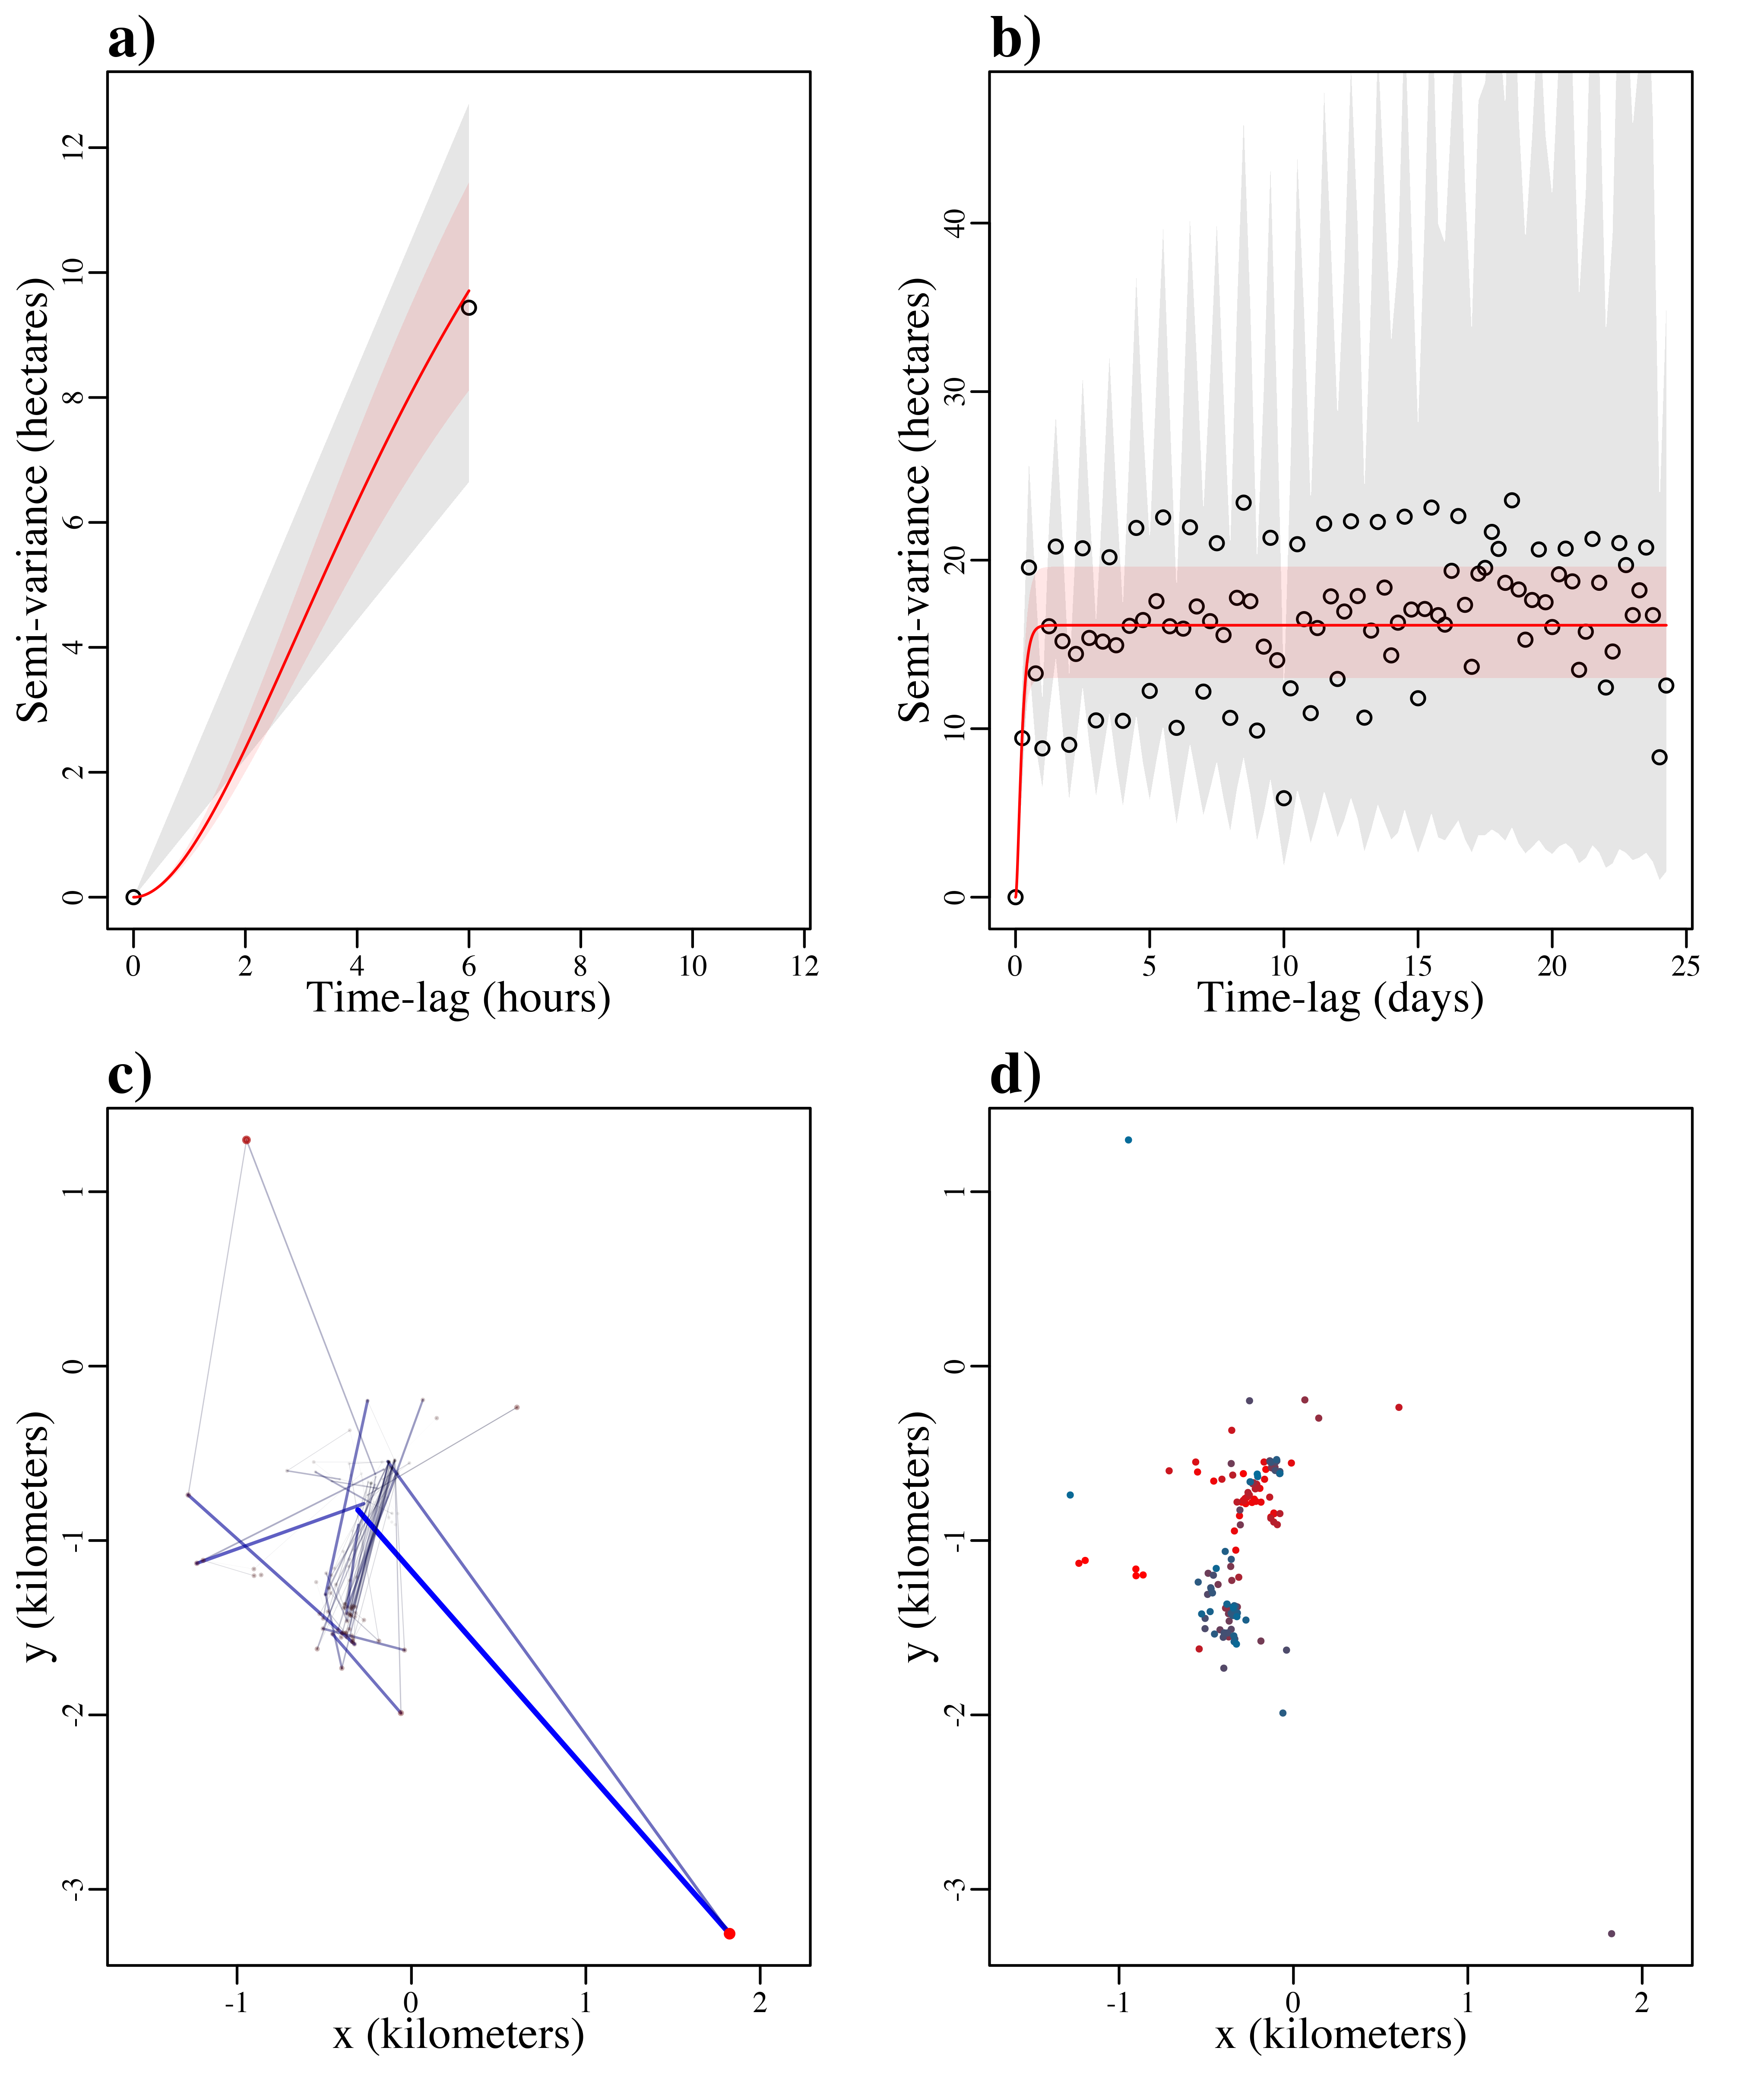 a)
Semi-variance (hectares)
0 2 4 6 8 10 12
0 2 4 6 8 10 12
Time-lag (hours)
b)
Semi-variance (hectares)
0 10 20 30 40
0 5 10 15 20 25
Time-lag (days)
c)
y (kilometers)
-3 -2 -1 0 1
-1 0 1 2
x (kilometers)
d)
y (kilometers)
-3 -2 -1 0 1
-1 0 1 2
x (kilometers)